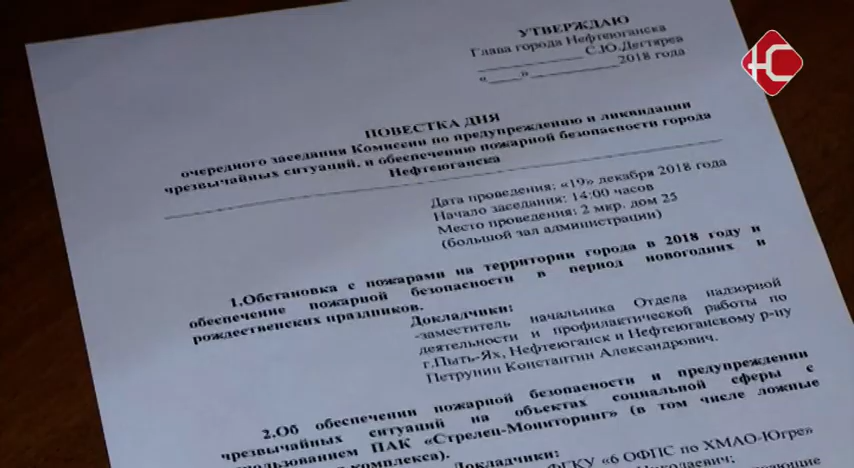 УТВЕРЖДАЮ
Глава города Нефтеюганска
____________ С.Ю.Дегтярев
«____»____________2018 года
ПОВЕСТКА ДНЯ
очередного заседания Комиссии по предупреждению и ликвидации
чрезвычайных ситуаций, и обеспечению пожарной безопасности города
Нефтеюганска
Дата проведения: «19» декабря 2018 года
Начало заседания: 14:00 часов
Место проведения: 2 мкр. дом 25
(большой зал администрации)
1.Обстановка с пожарами на территории города в 2018 году и
обеспечение пожарной безопасности в период новогодних и
рождественских праздников.
Докладчики:
-заместитель начальника Отдела надзорной
деятельности и профилактической работы по
г.Пыть-Ях, Нефтеюганск и Нефтеюганскому р-ну
Петрунин Константин Александрович.
2.Об обеспечении пожарной безопасности и предупреждении
чрезвычайных ситуаций на объектах социальной сферы с
использованием ПАК «Стрелец-Мониторинг» (в том числе ложные
комплекса).
Докладчики:
ФГКУ «6 ОФПС по ХМАО-Югре»